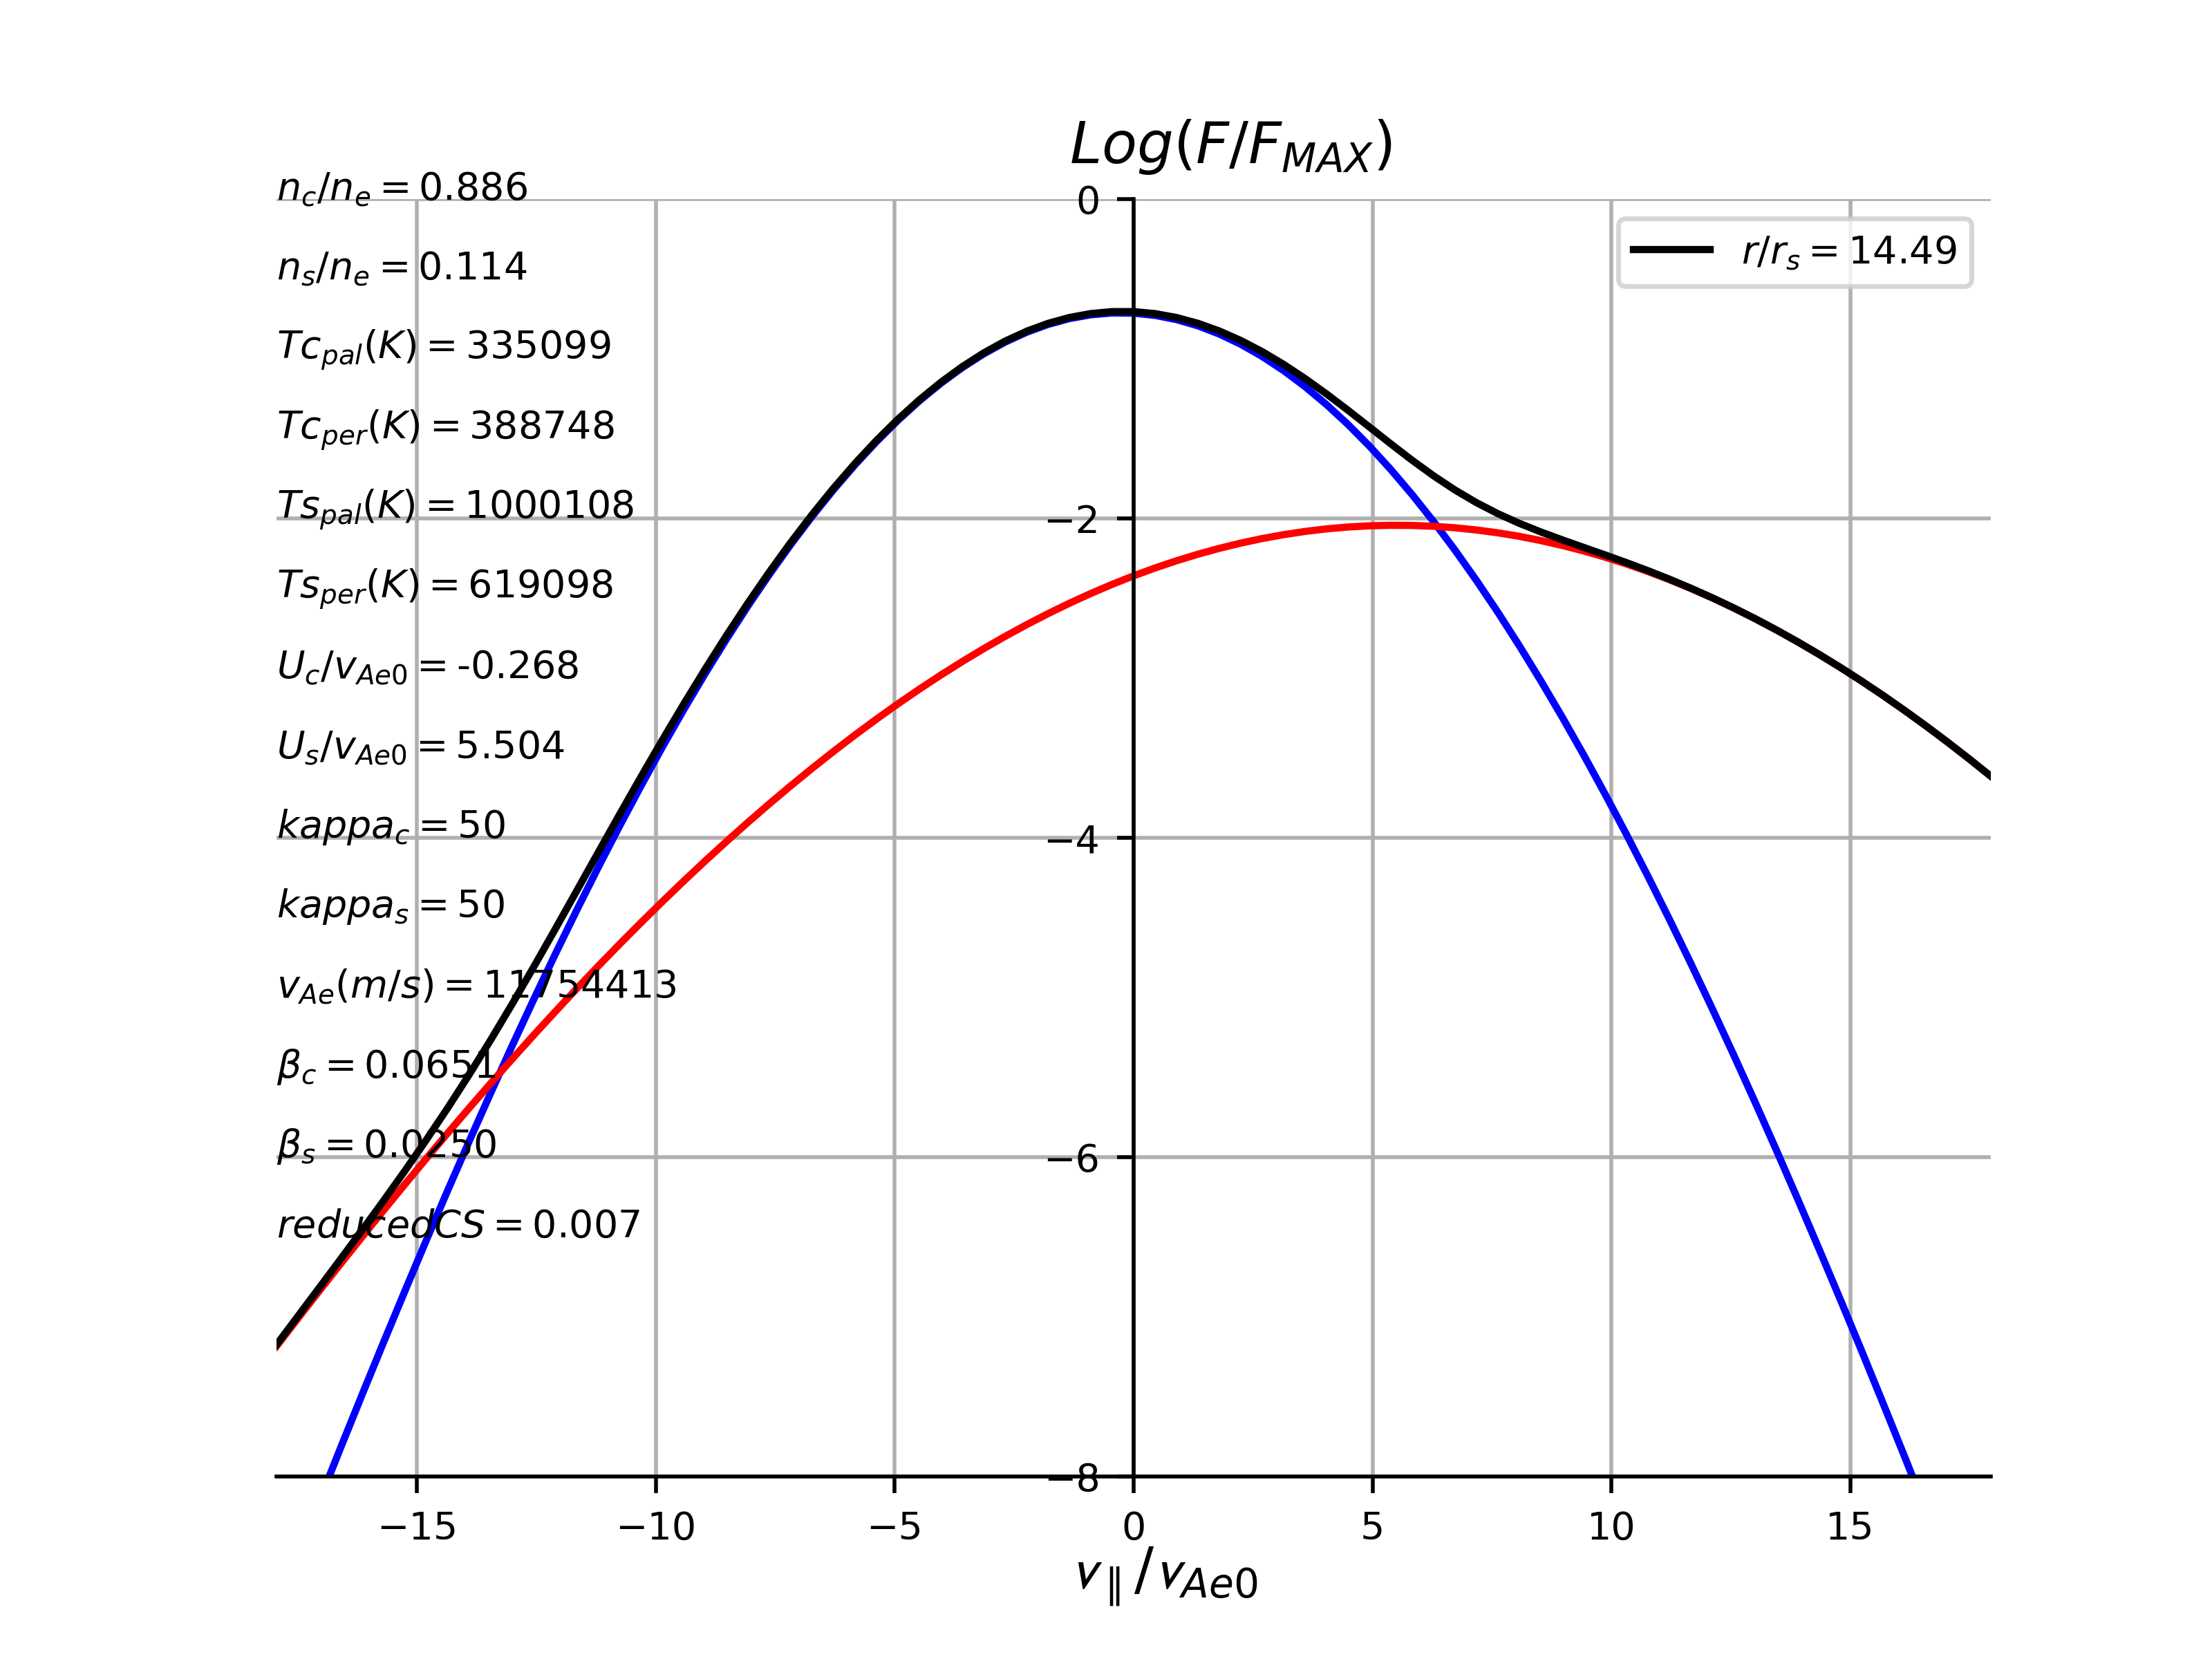 Log(F/F_MAX)
n_c/n_e = 0.886
n_s/n_e = 0.114
Tc_pal(K) = 335099
Tc_per(K) = 388748
Ts_pal(K) = 1000108
Ts_per(K) = 619098
U_c/v_Ae0 = -0.268
U_s/v_Ae0 = 5.504
kappa_c = 50
kappa_s = 50
v_Ae(m/s) = 11754413
β_c = 0.0651
β_s = 0.0250
reducedCS = 0.007
r/r_s = 14.49
0
−2
−4
−6
−8
−15 −10 −5 0 5 10 15
v_∥/v_Ae0